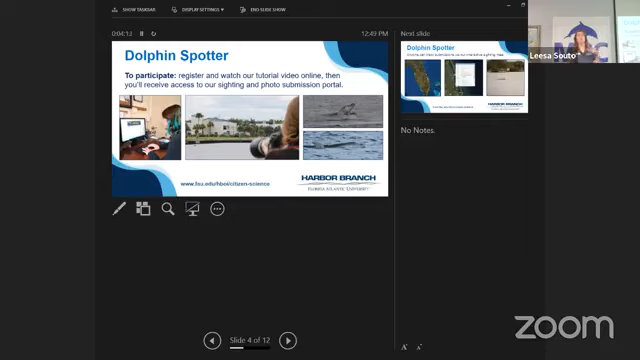 SHOW TASKBAR
DISPLAY SETTINGS
END SLIDE SHOW
12:49 PM
Dolphin Spotter
To participate: register and watch our tutorial video online, then
you'll receive access to our sighting and photo submission portal.
www.fau.edu/hboi/citizen-science
HARBOR BRANCH
FLORIDA ATLANTIC UNIVERSITY
Slide 4 of 12
Next slide
Dolphin Spotter
HARBOR BRANCH
No Notes.
A A
Leesa Souto
zoom